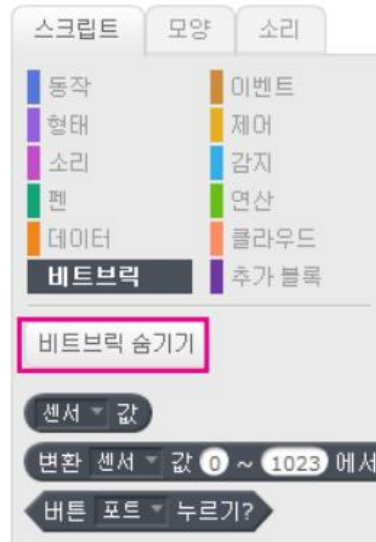 스크립트 모양 소리
동작 이벤트
형태 제어
소리 감지
펜 연산
데이터 클라우드
비트브릭 추가 블록
비트브릭 숨기기
센서 값
변환 센서 값 0 ~ 1023 에서
버튼 포트 누르기?